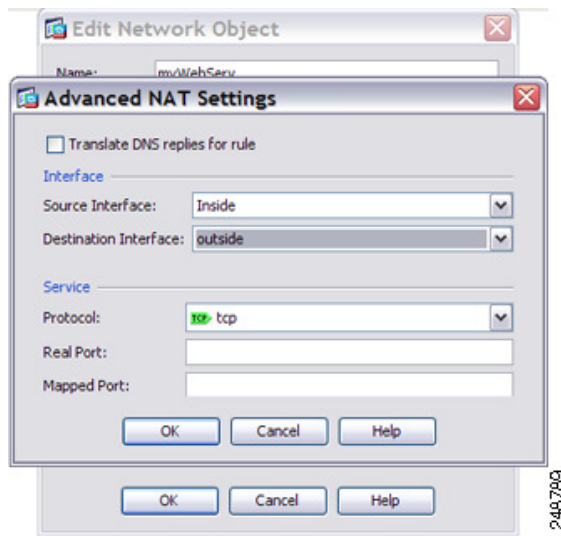 Edit Network Object
Name: myWebServ
Advanced NAT Settings
Translate DNS replies for rule
Interface
Source Interface: Inside
Destination Interface: outside
Service
Protocol: TCP tcp
Real Port:
Mapped Port:
OK Cancel Help
OK Cancel Help
248789